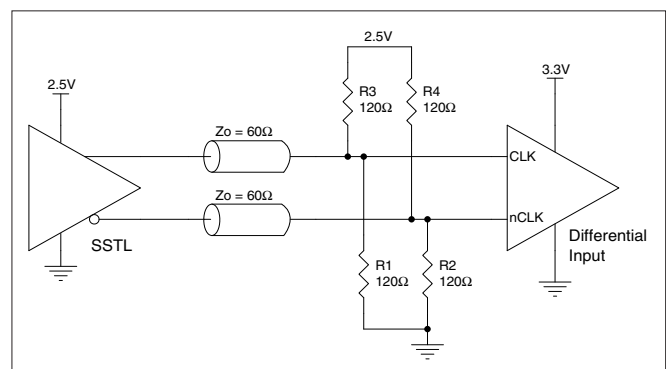 2.5V
2.5V
3.3V
R3
120Ω
R4
120Ω
Zo = 60Ω
CLK
Zo = 60Ω
nCLK
SSTL
Differential
Input
R1
120Ω
R2
120Ω